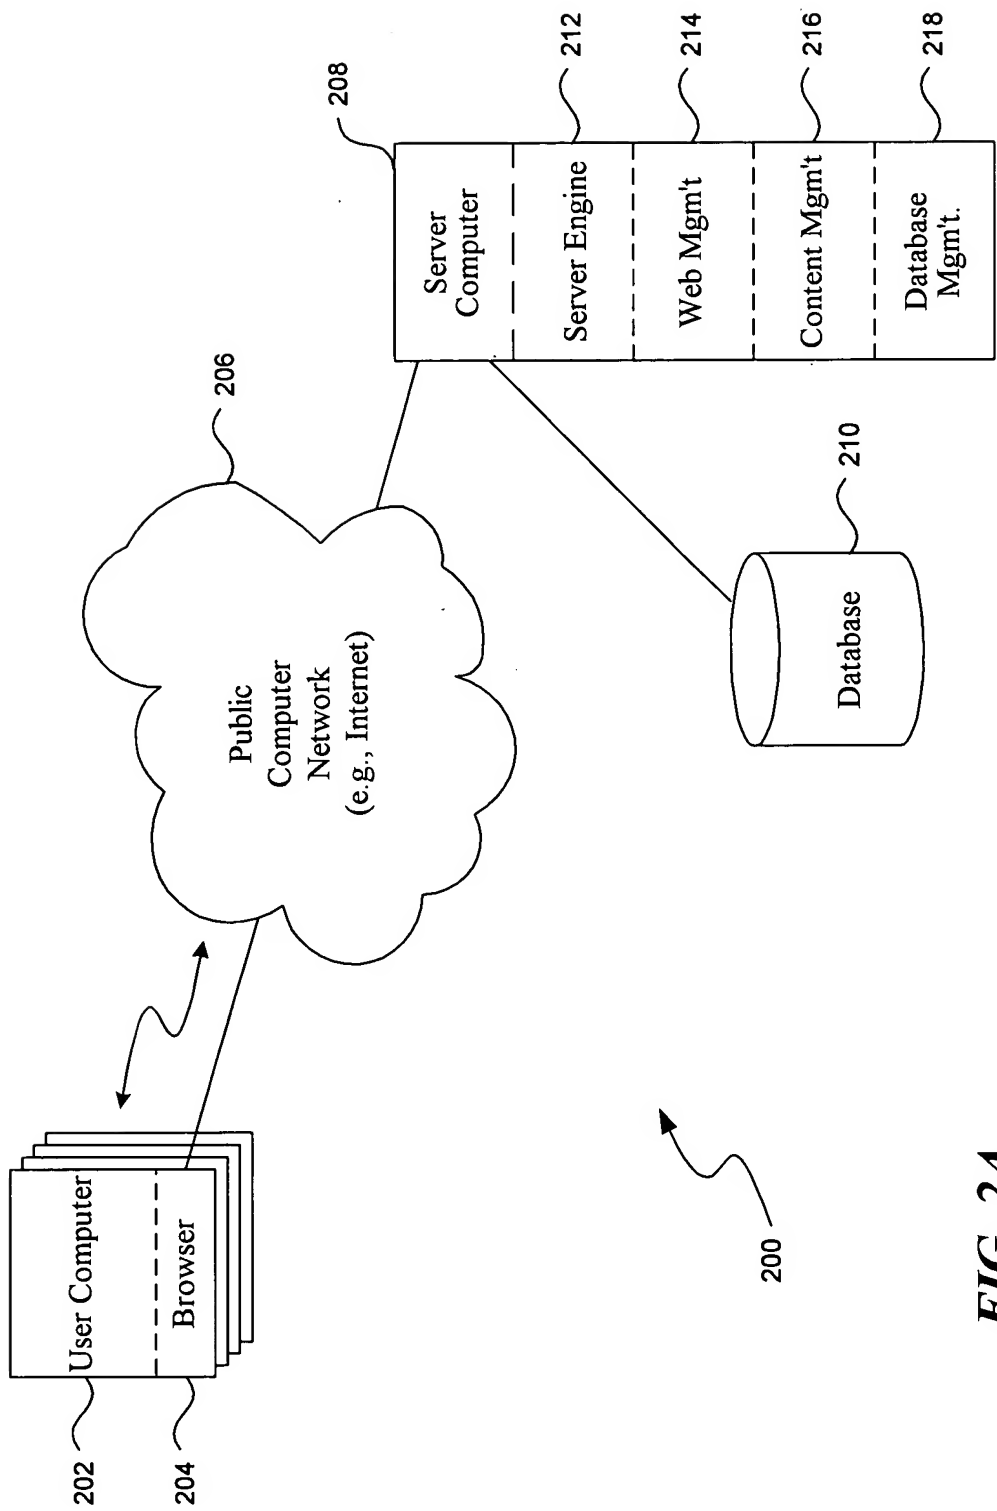 202
204
User Computer
Browser
200
Public
Computer
Network
(e.g., Internet)
206
208
Server
Computer
Server Engine
212
Web Mgm't
214
Content Mgm't
216
Database
Mgm't.
218
Database
210
FIG. 2A